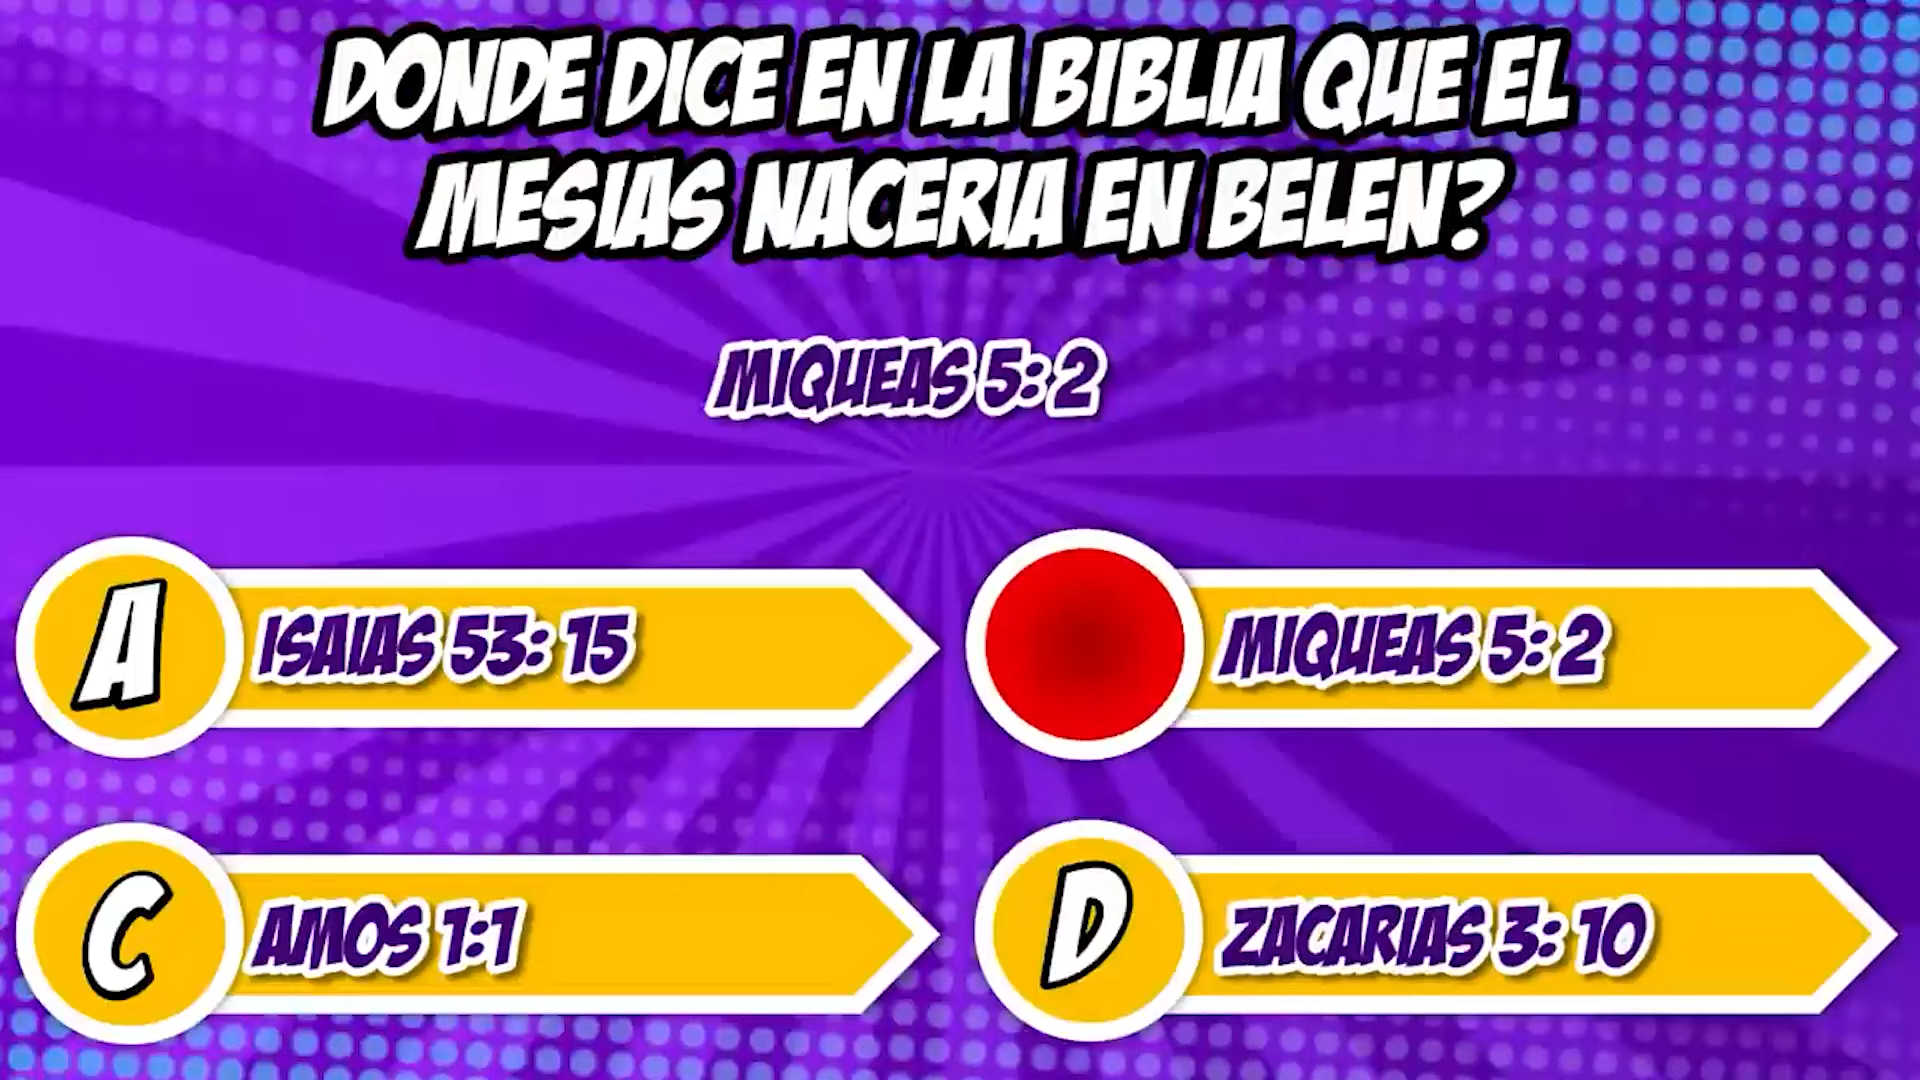 DONDE DICE EN LA BIBLIA QUE EL
MESIAS NACERIA EN BELEN?
MIQUEAS 5: 2
A ISAIAS 53: 15
MIQUEAS 5: 2
C AMOS 1:1
D ZACARIAS 3: 10